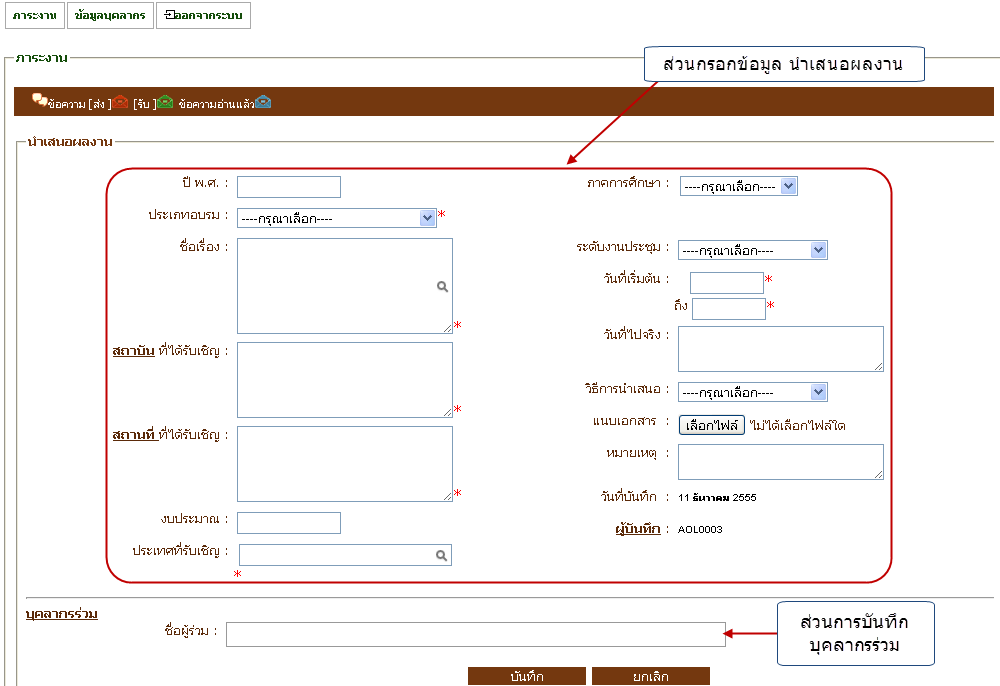 ภาระงาน ข้อมูลบุคลากร ออกจากระบบ
ภาระงาน
ส่วนกรอกข้อมูล นำเสนอผลงาน
ข้อความ [ส่ง ] [รับ ] ข้อความอ่านแล้ว
นำเสนอผลงาน
ปี พ.ศ. : ภาคการศึกษา : ----กรุณาเลือก----
ประเภทอบรม : ----กรุณาเลือก---- *
ชื่อเรื่อง : * ระดับงานประชุม : ----กรุณาเลือก----
วันที่เริ่มต้น : *
ถึง *
วันที่ไปจริง :
สถาบัน ที่ได้รับเชิญ : *
วิธีการนำเสนอ : ----กรุณาเลือก----
แนบเอกสาร : เลือกไฟล์ ไม่ได้เลือกไฟล์ใด
สถานที่ ที่ได้รับเชิญ : *
หมายเหตุ :
วันที่บันทึก : 11 ธันวาคม 2555
งบประมาณ :
ผู้บันทึก : AOL0003
ประเทศที่รับเชิญ :
*
บุคลากรร่วม
ชื่อผู้ร่วม :
ส่วนการบันทึก
บุคลากรร่วม
บันทึก ยกเลิก